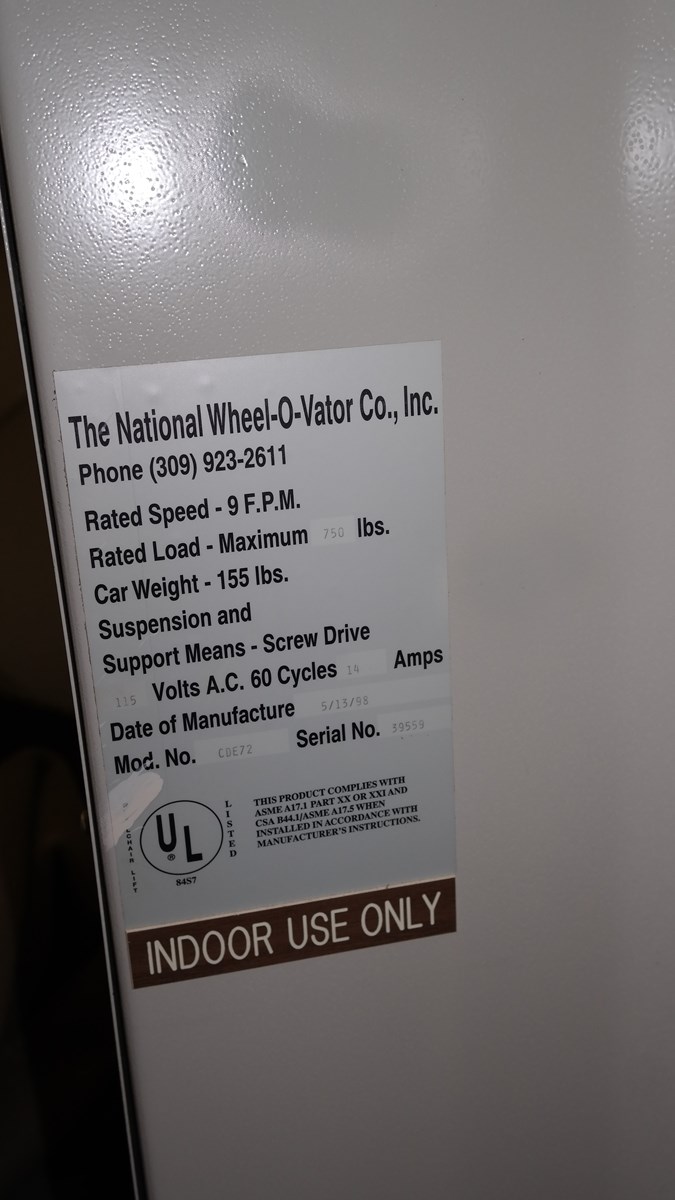 The National Wheel-O-Vator Co., Inc.
Phone (309) 923-2611
Rated Speed - 9 F.P.M.
Rated Load - Maximum 750 lbs.
Car Weight - 155 lbs.
Suspension and
Support Means - Screw Drive
115 Volts A.C. 60 Cycles 14 Amps
Date of Manufacture 5/13/98
Mod. No. CDE72 Serial No. 39559
LCHAIR LIFT
UL
®
84S7
LISTED
THIS PRODUCT COMPLIES WITH
ASME A17.1 PART XX OR XXI AND
CSA B44.1/ASME A17.5 WHEN
INSTALLED IN ACCORDANCE WITH
MANUFACTURER'S INSTRUCTIONS.
INDOOR USE ONLY